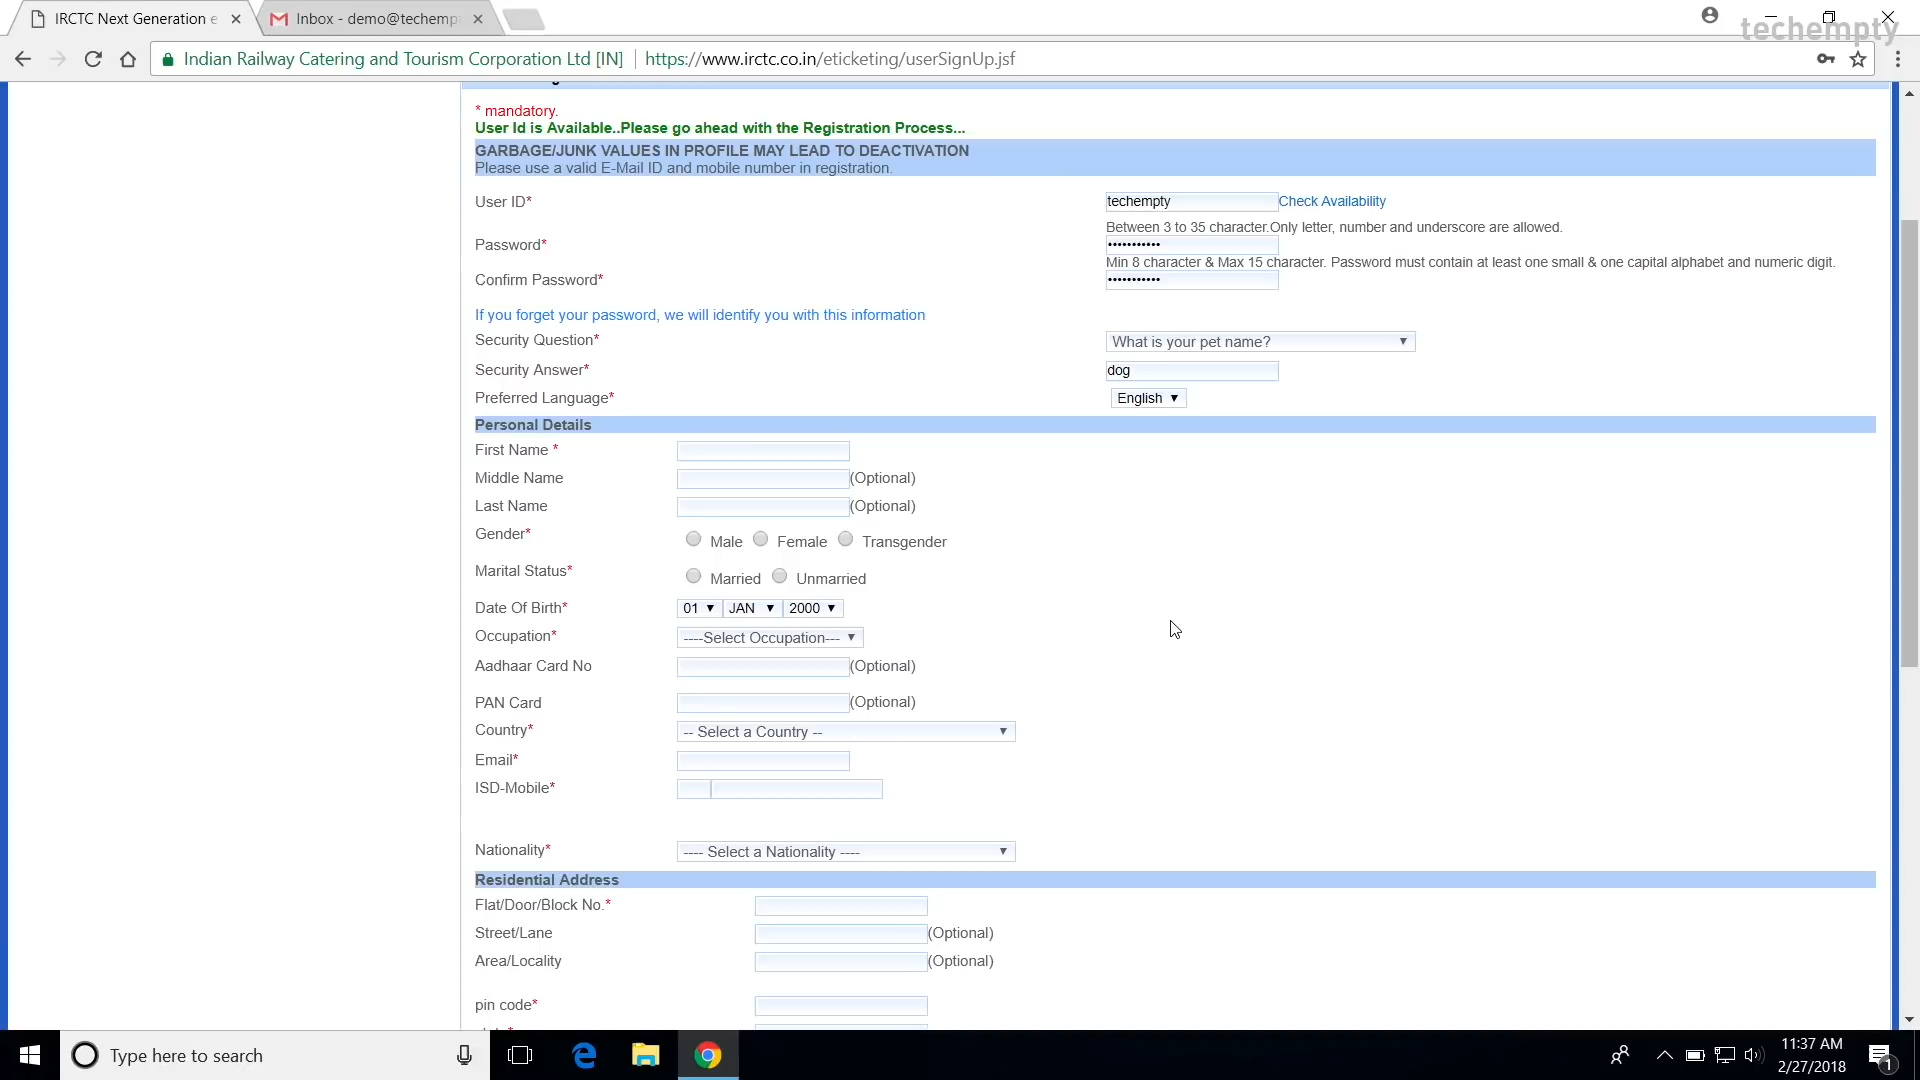 IRCTC Next Generation e
Inbox - demo@techemp
techempty
Indian Railway Catering and Tourism Corporation Ltd [IN]
https://www.irctc.co.in/eticketing/userSignUp.jsf
* mandatory.
User Id is Available..Please go ahead with the Registration Process...
GARBAGE/JUNK VALUES IN PROFILE MAY LEAD TO DEACTIVATION
Please use a valid E-Mail ID and mobile number in registration.
User ID* techempty Check Availability
Between 3 to 35 character.Only letter, number and underscore are allowed.
Password* •••••••••••
Min 8 character & Max 15 character. Password must contain at least one small & one capital alphabet and numeric digit.
Confirm Password* •••••••••••
If you forget your password, we will identify you with this information
Security Question* What is your pet name?
Security Answer* dog
Preferred Language* English
Personal Details
First Name *
Middle Name (Optional)
Last Name (Optional)
Gender* Male Female Transgender
Marital Status* Married Unmarried
Date Of Birth* 01 JAN 2000
Occupation* ----Select Occupation---
Aadhaar Card No (Optional)
PAN Card (Optional)
Country* -- Select a Country --
Email*
ISD-Mobile*
Nationality* ---- Select a Nationality ----
Residential Address
Flat/Door/Block No.*
Street/Lane (Optional)
Area/Locality (Optional)
pin code*
Type here to search
11:37 AM
2/27/2018
1